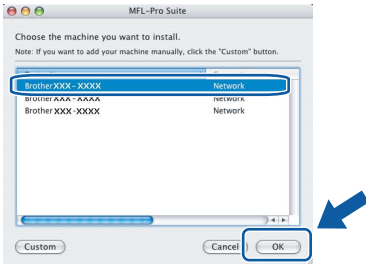 MFL-Pro Suite
Choose the machine you want to install.
Note: If you want to add your machine manually, click the "Custom" button.
Brother XXX-XXXX Network
Brother XXX-XXXX Network
Brother XXX-XXXX Network
Custom Cancel OK